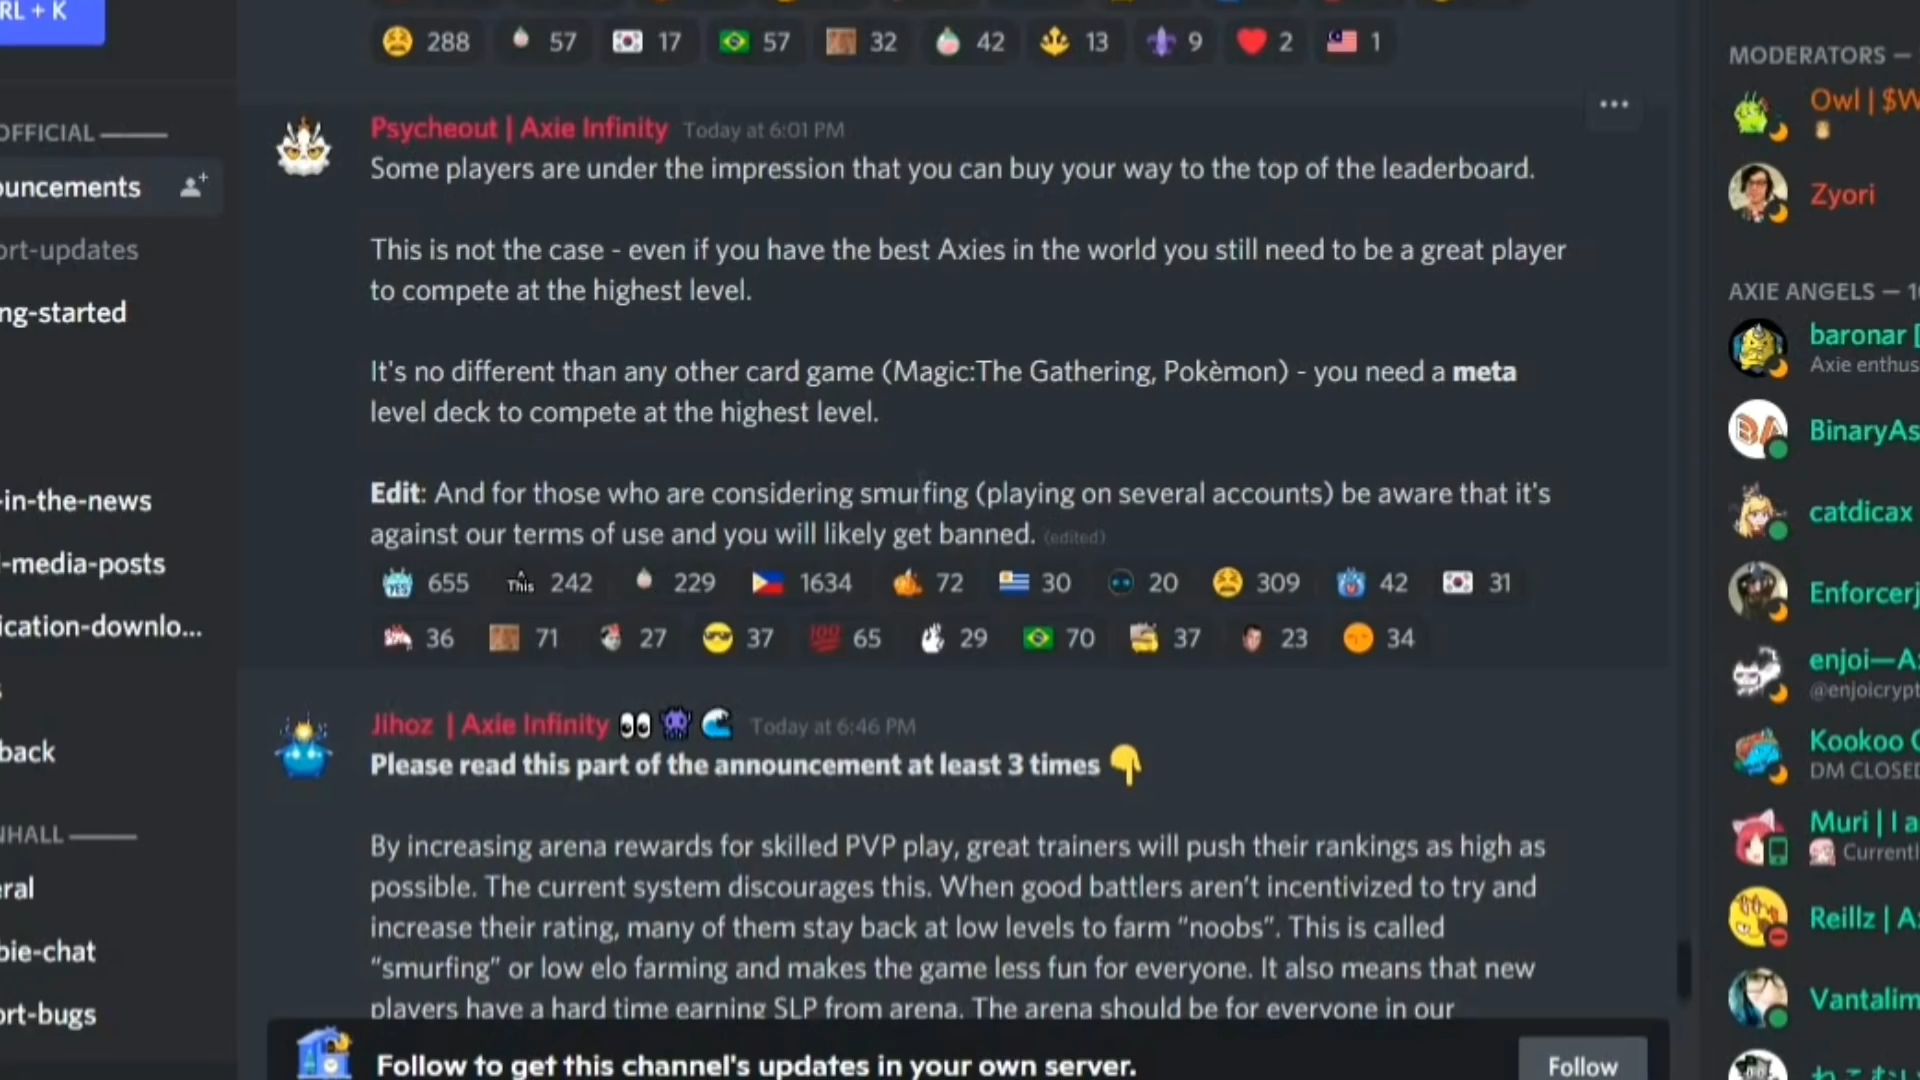 RL + K
288 57 17 57 32 42 13 9 2 1
OFFICIAL
Psycheout | Axie Infinity Today at 6:01 PM
Some players are under the impression that you can buy your way to the top of the leaderboard.
ouncements
This is not the case - even if you have the best Axies in the world you still need to be a great player
to compete at the highest level.
ort-updates
ng-started
It's no different than any other card game (Magic:The Gathering, Pokèmon) - you need a meta
level deck to compete at the highest level.
Edit: And for those who are considering smurfing (playing on several accounts) be aware that it's
against our terms of use and you will likely get banned. (edited)
-in-the-news
l-media-posts
ication-downlo...
s
YES 655 This 242 229 1634 72 30 20 309 42 31
36 71 27 37 100 65 29 70 37 23 34
Jihoz | Axie Infinity Today at 6:46 PM
Please read this part of the announcement at least 3 times
back
NHALL
By increasing arena rewards for skilled PVP play, great trainers will push their rankings as high as
possible. The current system discourages this. When good battlers aren’t incentivized to try and
increase their rating, many of them stay back at low levels to farm “noobs”. This is called
“smurfing” or low elo farming and makes the game less fun for everyone. It also means that new
players have a hard time earning SLP from arena. The arena should be for everyone in our
ral
bie-chat
ort-bugs
Follow to get this channel's updates in your own server.
Follow
MODERATORS —
Owl | $W
Zyori
AXIE ANGELS — 1
baronar [
Axie enthus
BinaryAs
catdicax
Enforcerj
enjoi—A
@enjoicrypt
Kookoo
DM CLOSED
Muri | I a
Currentl
Reillz | A
Vantalim